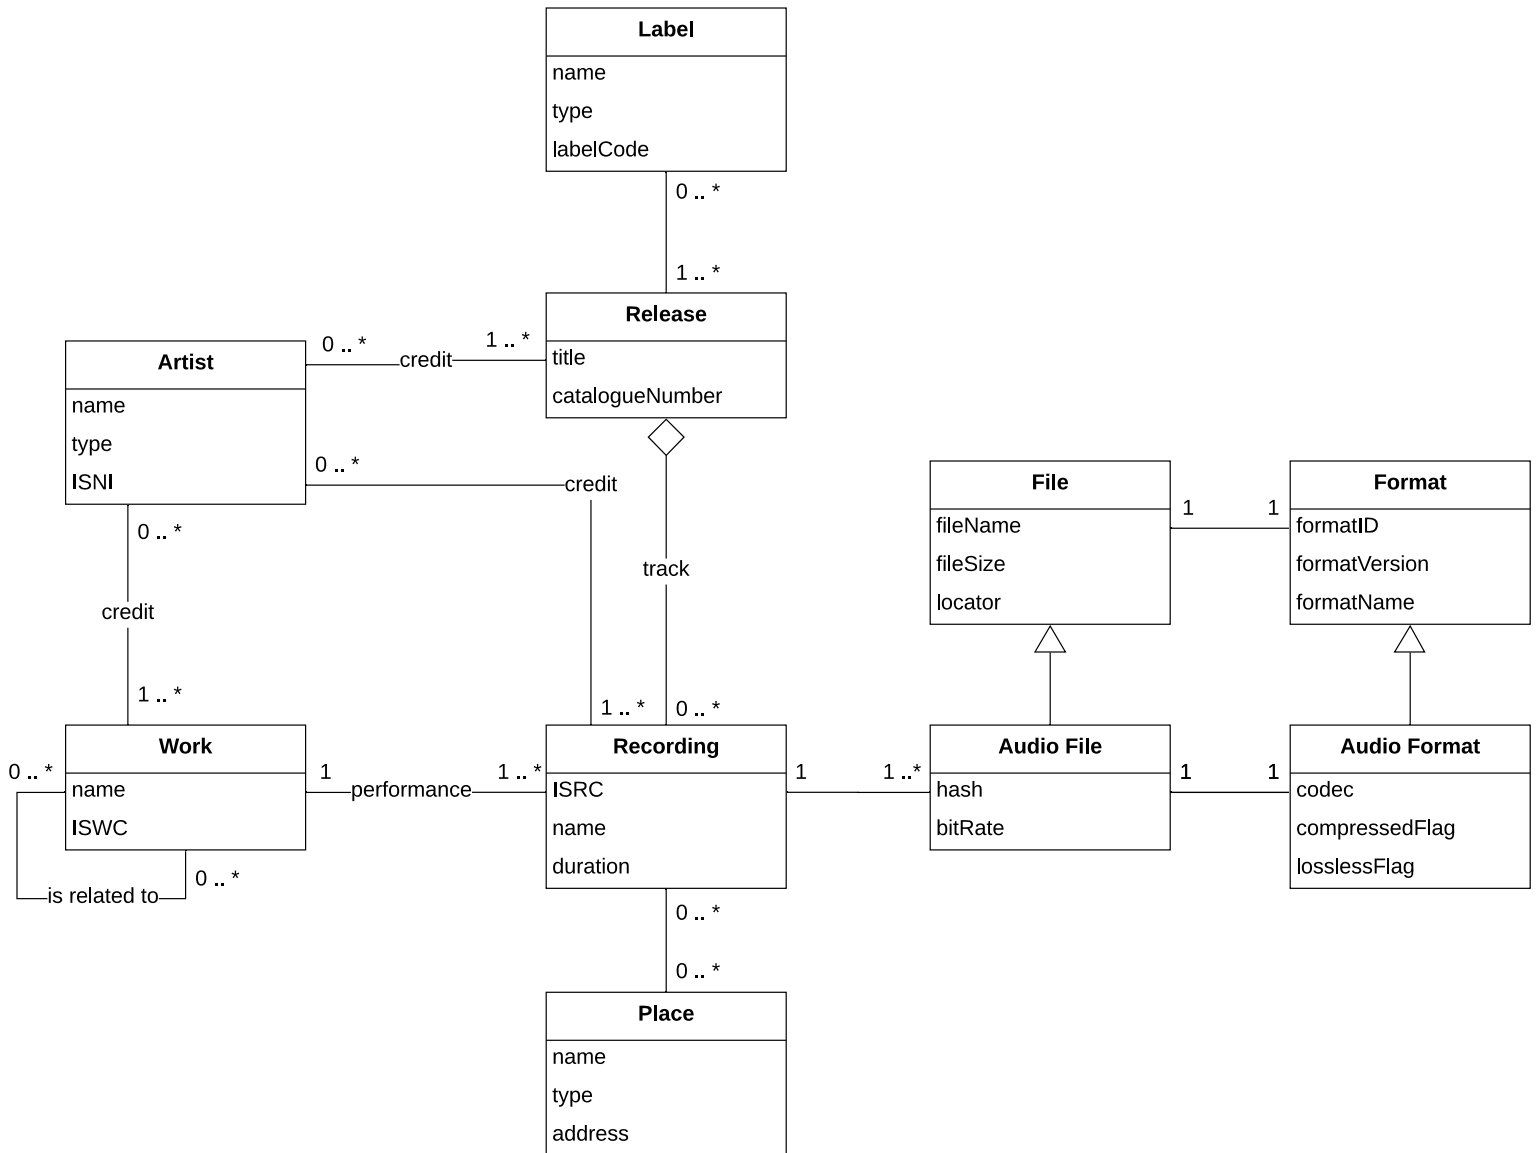 Label
name
type
labelCode
0 .. *
1 .. *
Release
title
catalogueNumber
0 .. *
credit
1 .. *
Artist
name
type
ISNI
0 .. *
credit
1 .. *
0 .. *
credit
1 .. *
track
0 .. *
File
fileName
fileSize
locator
1
1
Format
formatID
formatVersion
formatName
Work
name
ISWC
0 .. *
is related to
0 .. *
1
performance
1 .. *
Recording
ISRC
name
duration
1
1 ..*
Audio File
hash
bitRate
1
1
Audio Format
codec
compressedFlag
losslessFlag
0 .. *
0 .. *
Place
name
type
address